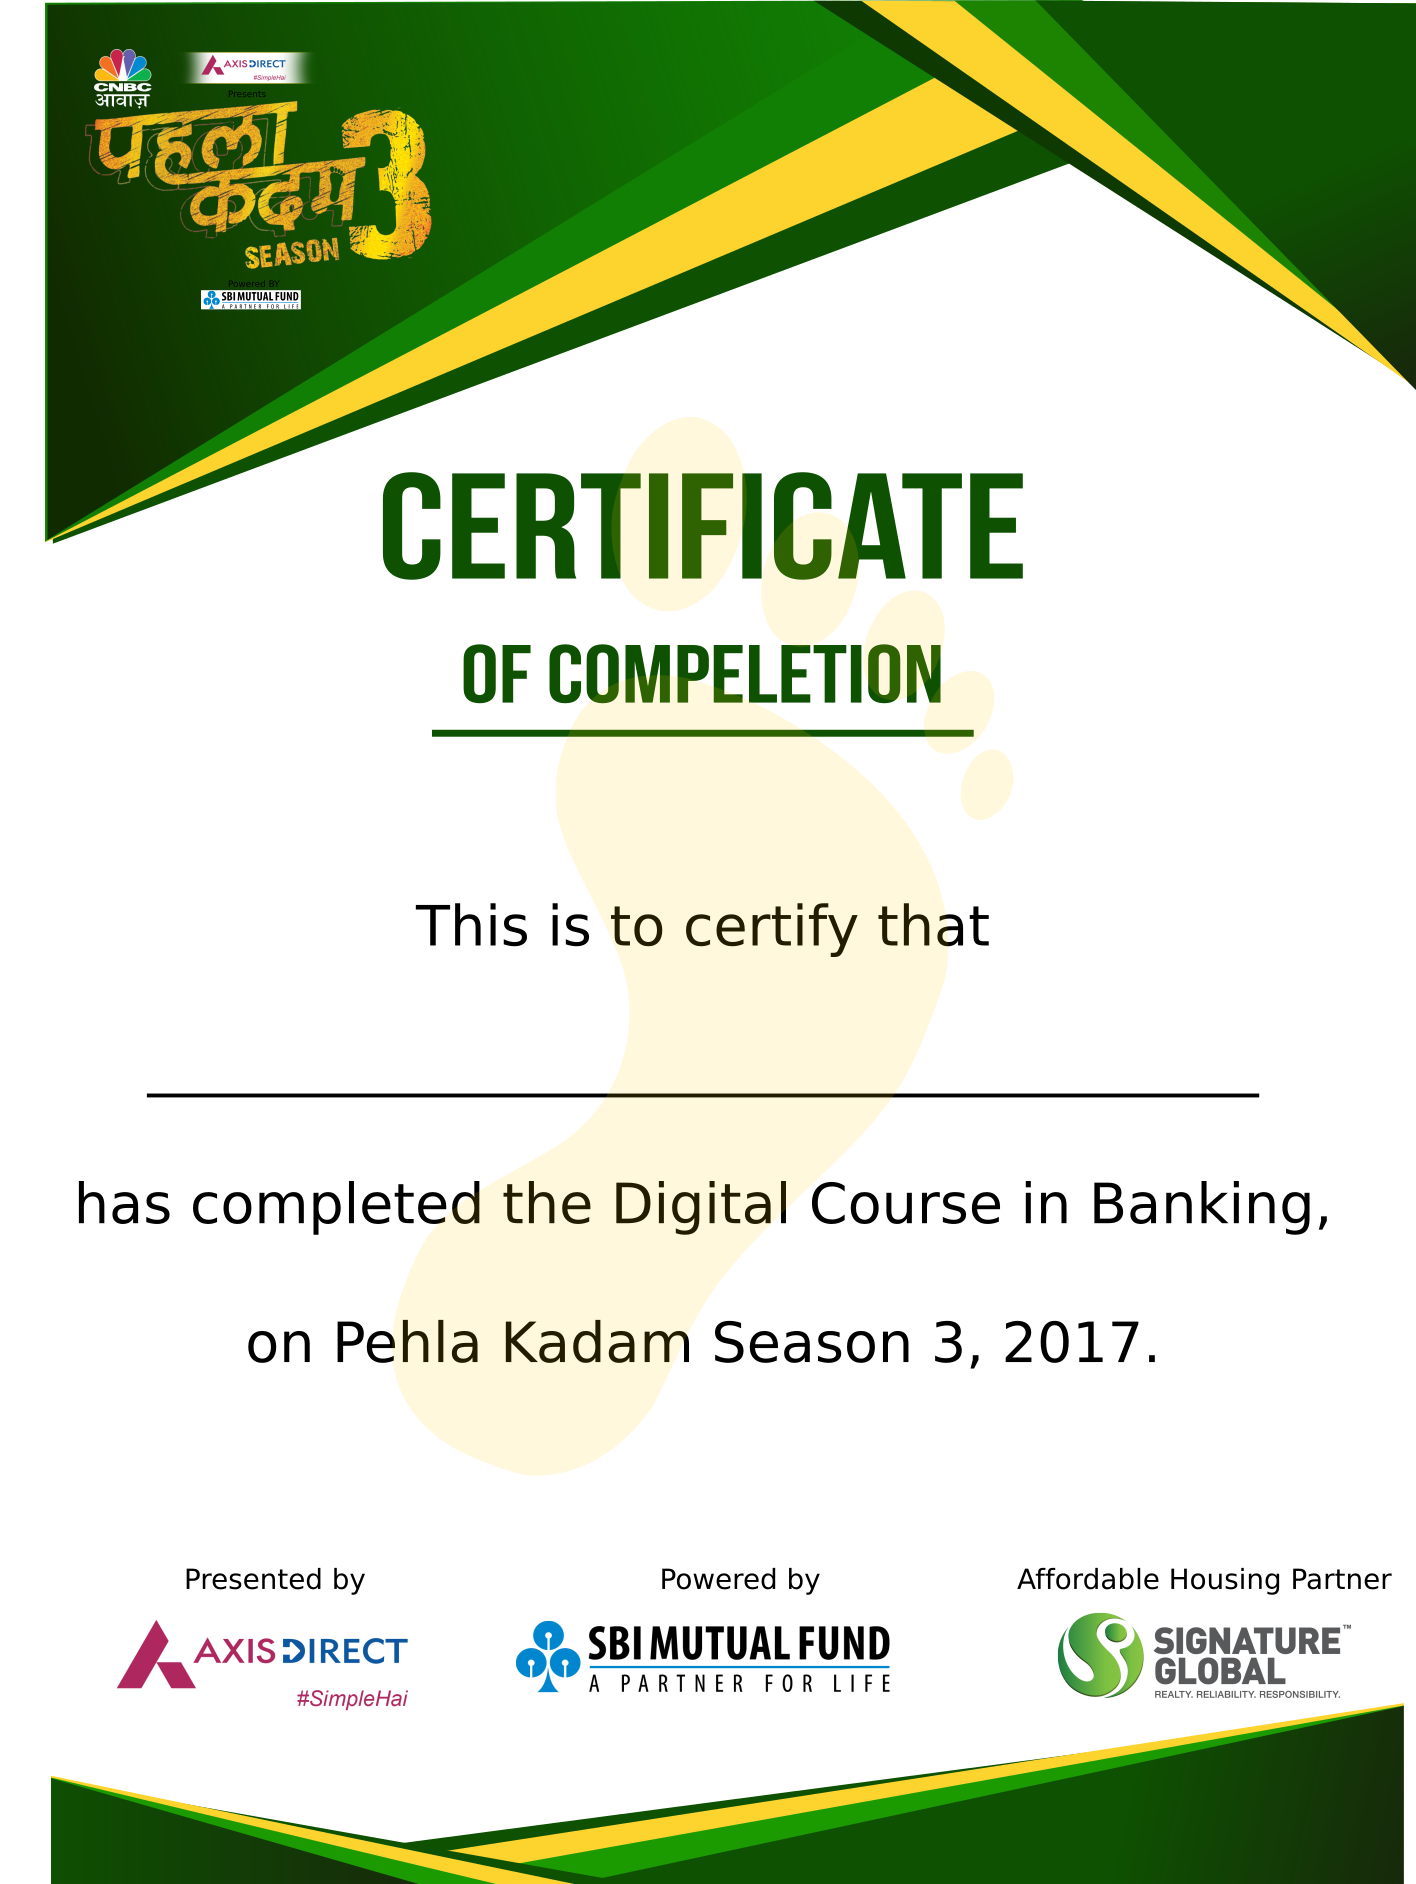 CNBC
आवाज़
AXISDIRECT
#SimpleHai
Presents
पहला
कदम 3
SEASON
Powered BY
SBI MUTUAL FUND
A PARTNER FOR LIFE
CERTIFICATE
OF COMPELETION
This is to certify that
has completed the Digital Course in Banking,
on Pehla Kadam Season 3, 2017.
Presented by
AXIS DIRECT
#SimpleHai
Powered by
SBI MUTUAL FUND
A PARTNER FOR LIFE
Affordable Housing Partner
SIGNATURE™
GLOBAL
REALTY. RELIABILITY. RESPONSIBILITY.